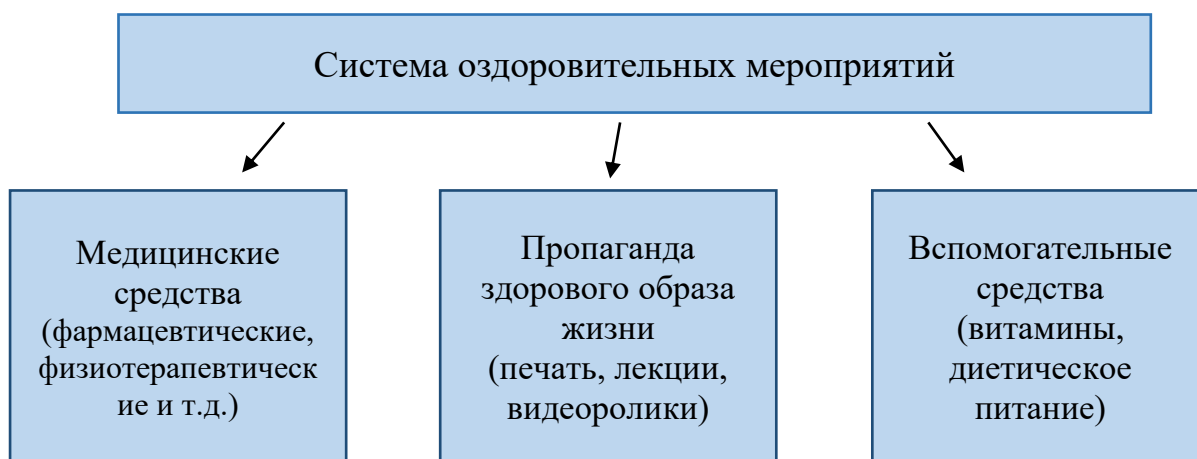 Система оздоровительных мероприятий
Медицинские
средства
(фармацевтические,
физиотерапевтическ
ие и т.д.)
Пропаганда
здорового образа
жизни
(печать, лекции,
видеоролики)
Вспомогательные
средства
(витамины,
диетическое
питание)